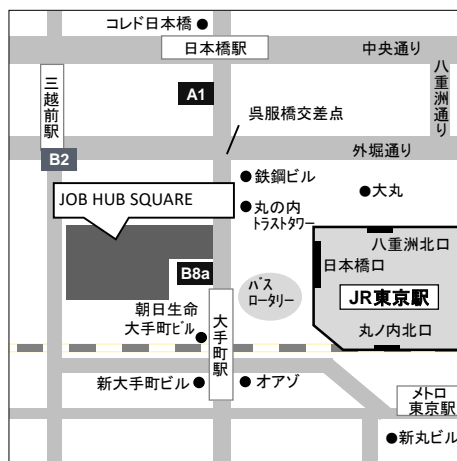 コレド日本橋
日本橋駅
中央通り
八重洲通り
三越前駅
A1
呉服橋交差点
B2
外堀通り
鉄鋼ビル
大丸
JOB HUB SQUARE
丸の内
トラストタワー
八重洲北口
日本橋口
B8a
バス
ロータリー
JR東京駅
朝日生命
大手町ビル
大手町駅
丸ノ内北口
新大手町ビル
オアゾ
メトロ
東京駅
新丸ビル